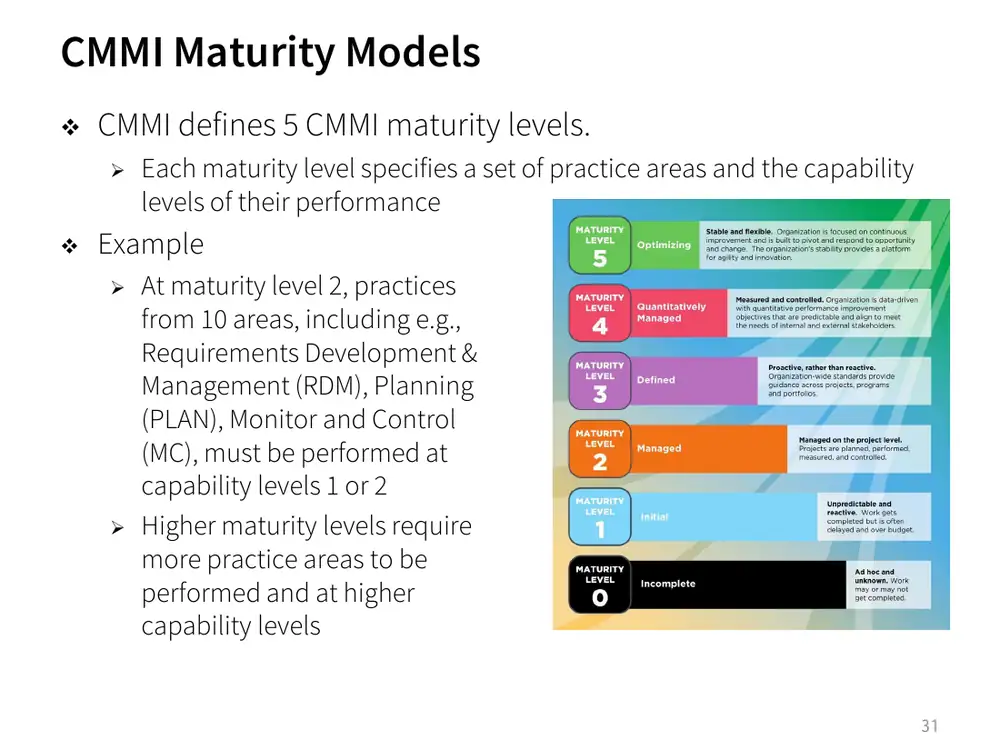 CMMI Maturity Models
❖ CMMI defines 5 CMMI maturity levels.
➢ Each maturity level specifies a set of practice areas and the capability
levels of their performance
❖ Example
➢ At maturity level 2, practices
from 10 areas, including e.g.,
Requirements Development &
Management (RDM), Planning
(PLAN), Monitor and Control
(MC), must be performed at
capability levels 1 or 2
➢ Higher maturity levels require
more practice areas to be
performed and at higher
capability levels
MATURITY
LEVEL
5
Optimizing
Stable and flexible. Organization is focused on continuous
improvement and is built to pivot and respond to opportunity
and change. The organization's stability provides a platform
for agility and innovation.
MATURITY
LEVEL
4
Quantitatively
Managed
Measured and controlled. Organization is data-driven
with quantitative performance improvement
objectives that are predictable and align to meet
the needs of internal and external stakeholders.
MATURITY
LEVEL
3
Defined
Proactive, rather than reactive.
Organization-wide standards provide
guidance across projects, programs
and portfolios.
MATURITY
LEVEL
2
Managed
Managed on the project level.
Projects are planned, performed,
measured, and controlled.
MATURITY
LEVEL
1
Initial
Unpredictable and
reactive. Work gets
completed but is often
delayed and over budget.
MATURITY
LEVEL
0
Incomplete
Ad hoc and
unknown. Work
may or may not
get completed.
31